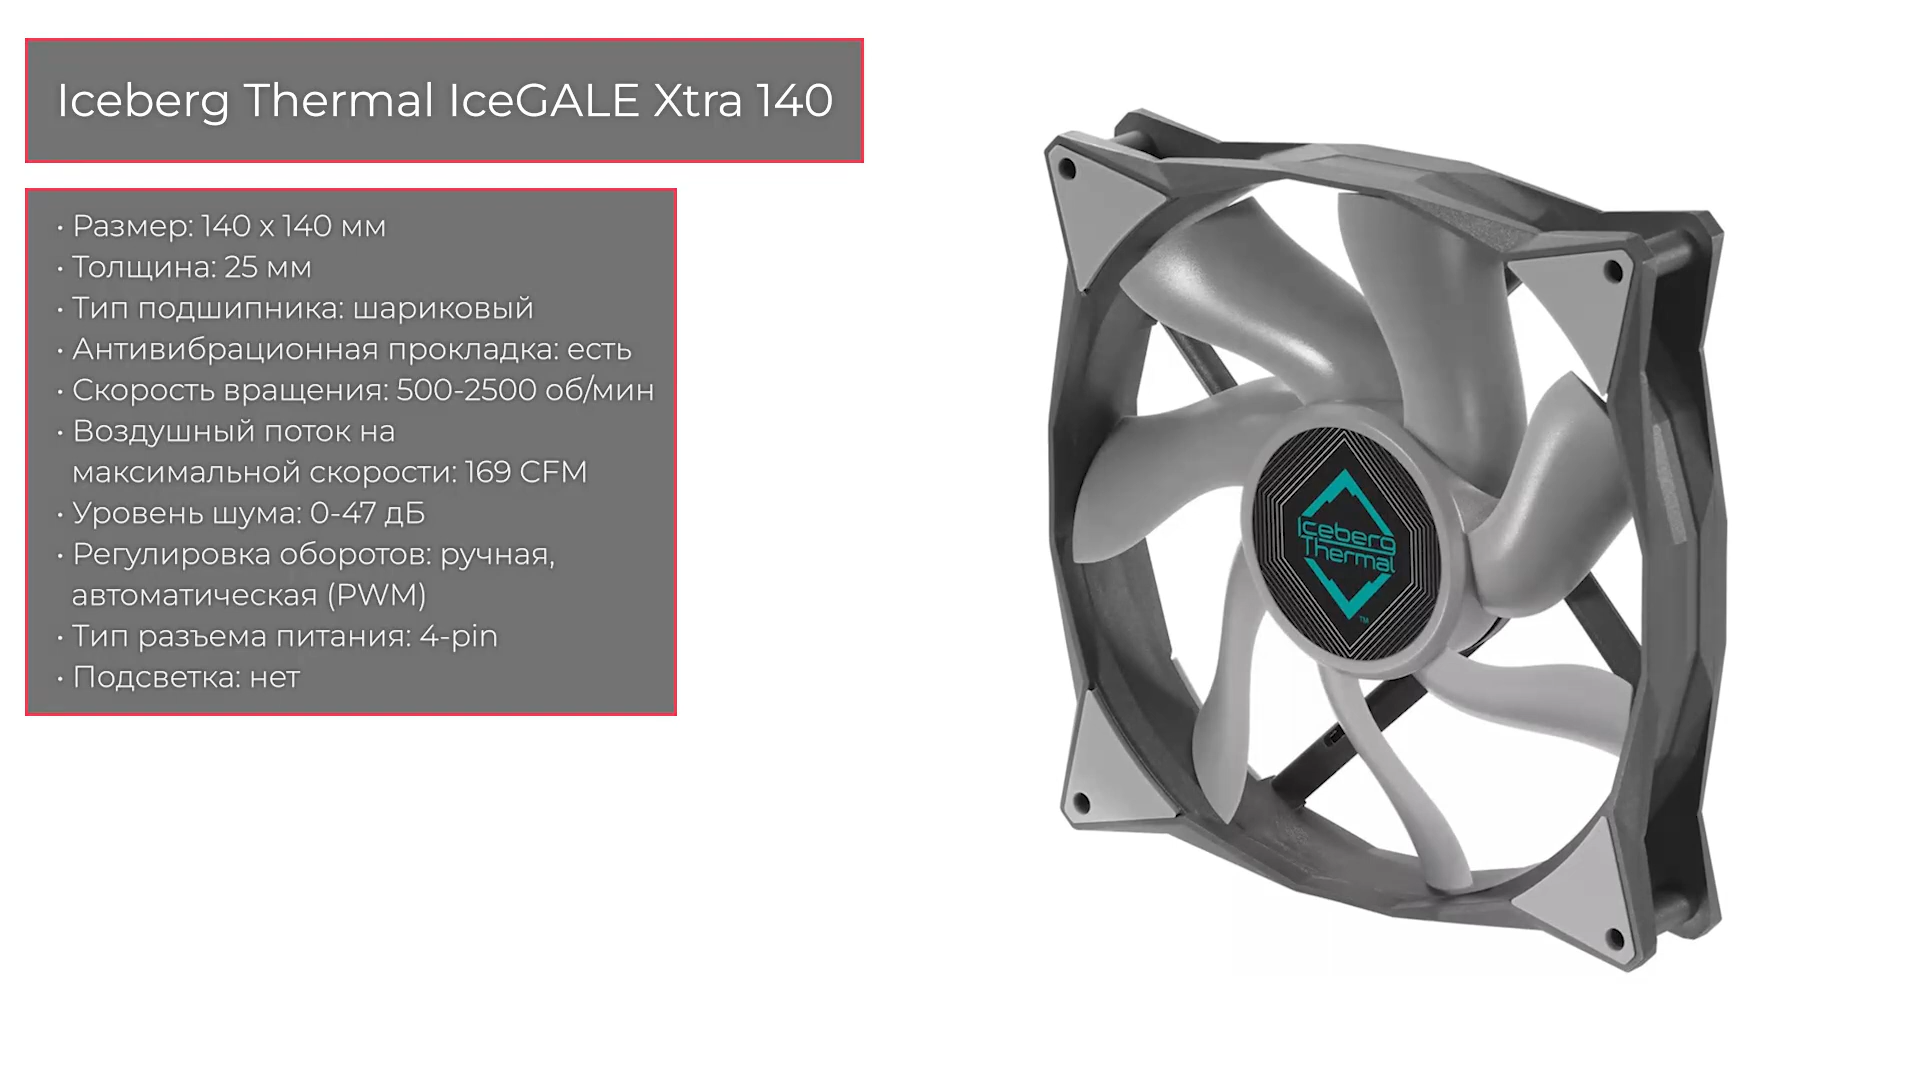 Iceberg Thermal IceGALE Xtra 140
• Размер: 140 x 140 мм
• Толщина: 25 мм
• Тип подшипника: шариковый
• Антивибрационная прокладка: есть
• Скорость вращения: 500-2500 об/мин
• Воздушный поток на
максимальной скорости: 169 CFM
• Уровень шума: 0-47 дБ
• Регулировка оборотов: ручная,
автоматическая (PWM)
• Тип разъема питания: 4-pin
• Подсветка: нет
Iceberg
Thermal
TM